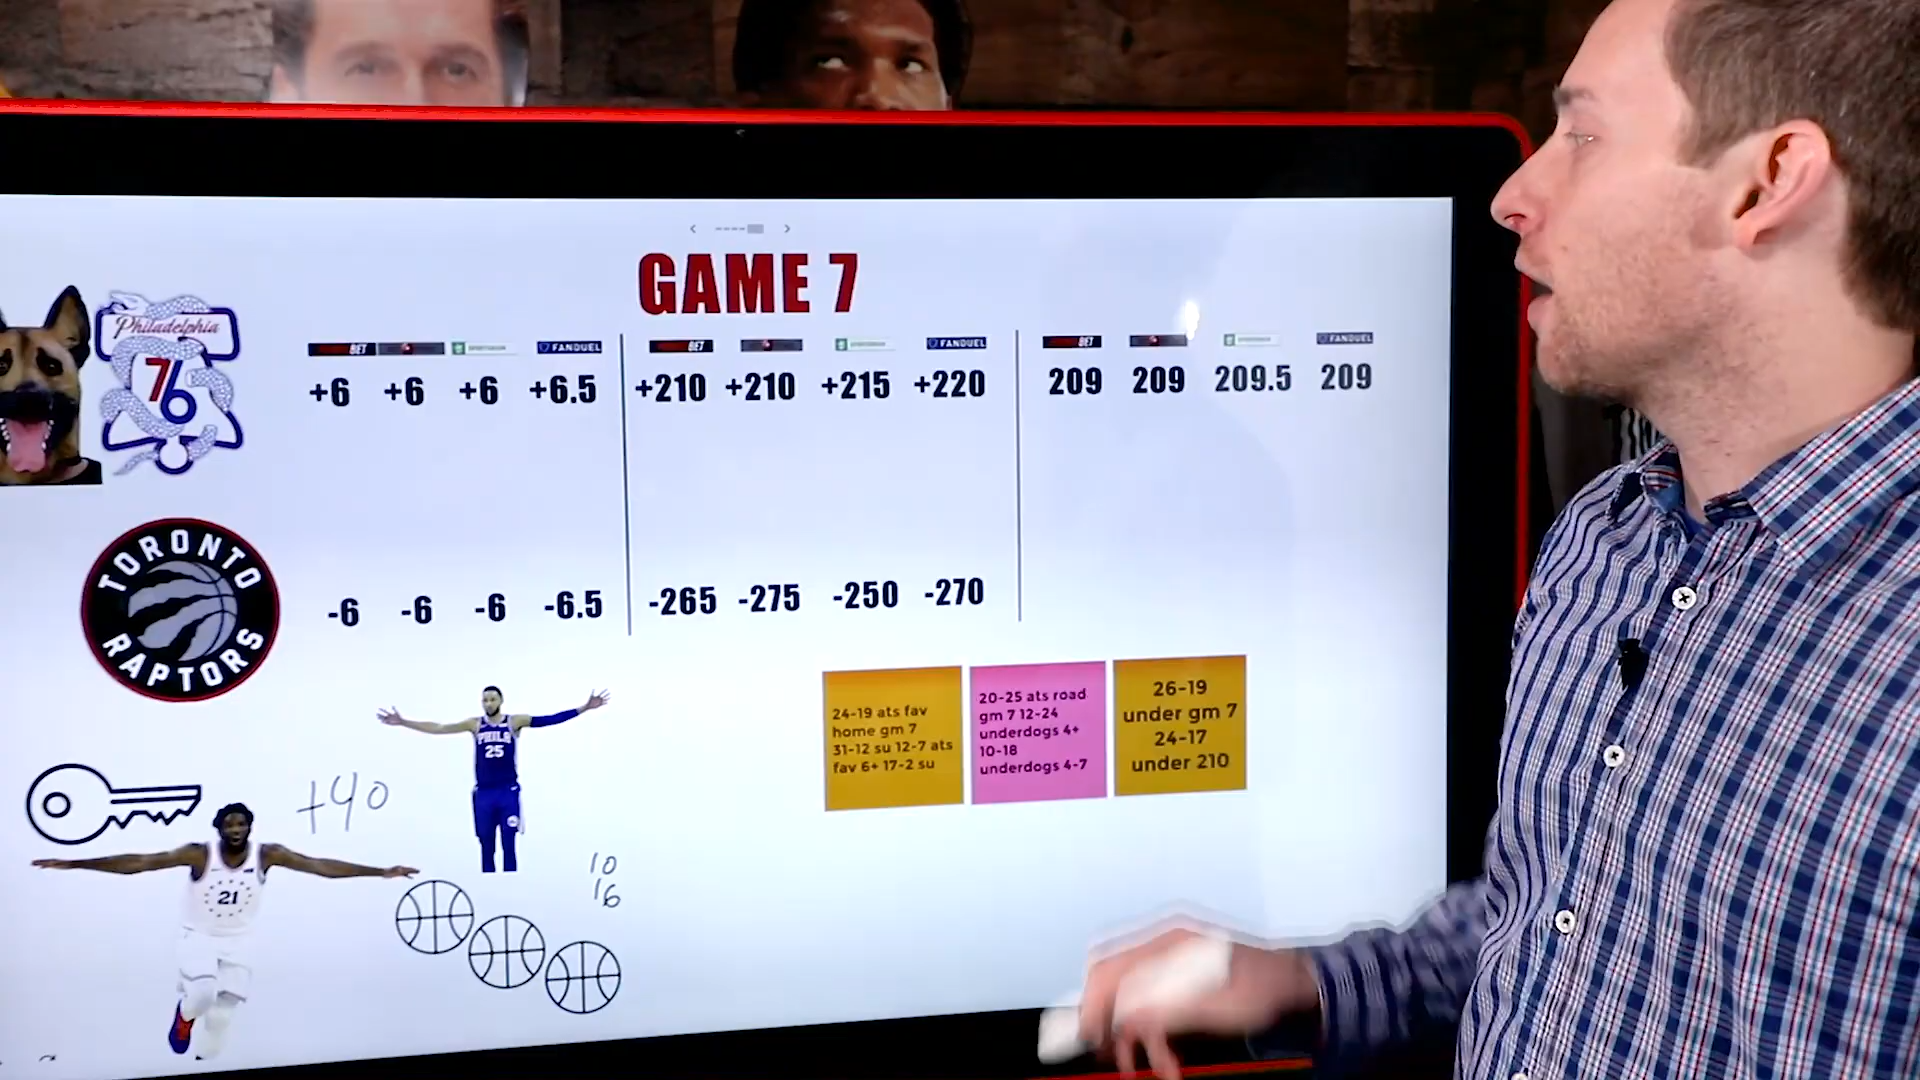 GAME 7
Philadelphia
76
BET
FANDUEL
BET
FANDUEL
BET
FANDUEL
+6 +6 +6 +6.5 +210 +210 +215 +220 209 209 209.5 209
TORONTO
RAPTORS
-6 -6 -6 -6.5 -265 -275 -250 -270
24-19 ats fav
home gm 7
31-12 su 12-7 ats
fav 6+ 17-2 su
20-25 ats road
gm 7 12-24
underdogs 4+
10-18
underdogs 4-7
26-19
under gm 7
24-17
under 210
PHILA
25
+40
21
10
16